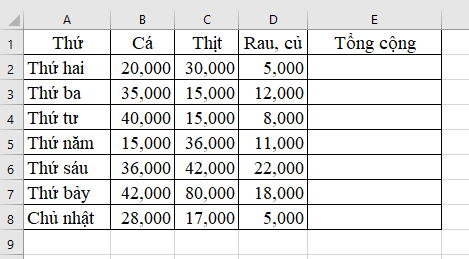 A B C D E
1 Thứ Cá Thịt Rau, củ Tổng cộng
2 Thứ hai 20,000 30,000 5,000
3 Thứ ba 35,000 15,000 12,000
4 Thứ tư 40,000 15,000 8,000
5 Thứ năm 15,000 36,000 11,000
6 Thứ sáu 36,000 42,000 22,000
7 Thứ bảy 42,000 80,000 18,000
8 Chủ nhật 28,000 17,000 5,000
9